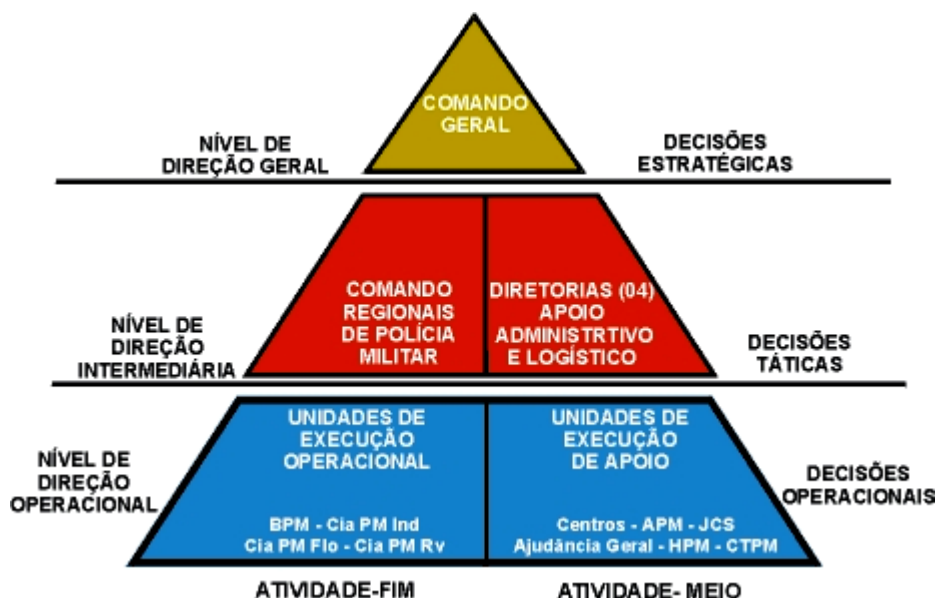 COMANDO
GERAL
NÍVEL DE
DIREÇÃO GERAL
DECISÕES
ESTRATÉGICAS
COMANDO
REGIONAIS
DE POLÍCIA
MILITAR
DIRETORIAS (04)
APOIO
ADMINISTRTIVO
E LOGÍSTICO
NÍVEL DE
DIREÇÃO
INTERMEDIÁRIA
DECISÕES
TÁTICAS
UNIDADES DE
EXECUÇÃO
OPERACIONAL
UNIDADES DE
EXECUÇÃO
DE APOIO
NÍVEL DE
DIREÇÃO
OPERACIONAL
DECISÕES
OPERACIONAIS
BPM - Cia PM Ind
Cia PM Flo - Cia PM Rv
Centros - APM - JCS
Ajudância Geral - HPM - CTPM
ATIVIDADE-FIM
ATIVIDADE- MEIO